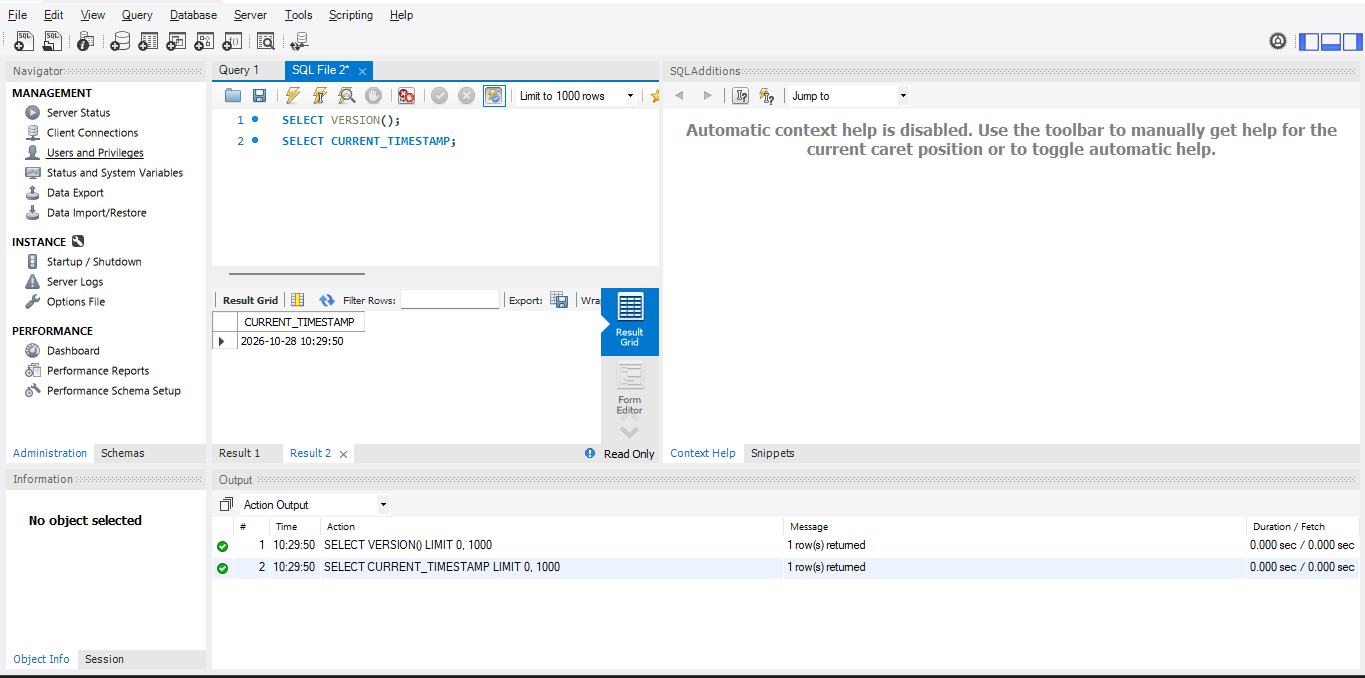 File Edit View Query Database Server Tools Scripting Help
Navigator
MANAGEMENT
Server Status
Client Connections
Users and Privileges
Status and System Variables
Data Export
Data Import/Restore
INSTANCE
Startup / Shutdown
Server Logs
Options File
PERFORMANCE
Dashboard
Performance Reports
Performance Schema Setup
Administration Schemas
Information
No object selected
Object Info Session
Query 1 SQL File 2*
Limit to 1000 rows
1 SELECT VERSION();
2 SELECT CURRENT_TIMESTAMP;
Result Grid Filter Rows: Export: Wra
CURRENT_TIMESTAMP
2026-10-28 10:29:50
Result
Grid
Form
Editor
Result 1 Result 2 Read Only
SQLAdditions
Jump to
Automatic context help is disabled. Use the toolbar to manually get help for the
current caret position or to toggle automatic help.
Context Help Snippets
Output
Action Output
# Time Action Message Duration / Fetch
1 10:29:50 SELECT VERSION() LIMIT 0, 1000 1 row(s) returned 0.000 sec / 0.000 sec
2 10:29:50 SELECT CURRENT_TIMESTAMP LIMIT 0, 1000 1 row(s) returned 0.000 sec / 0.000 sec